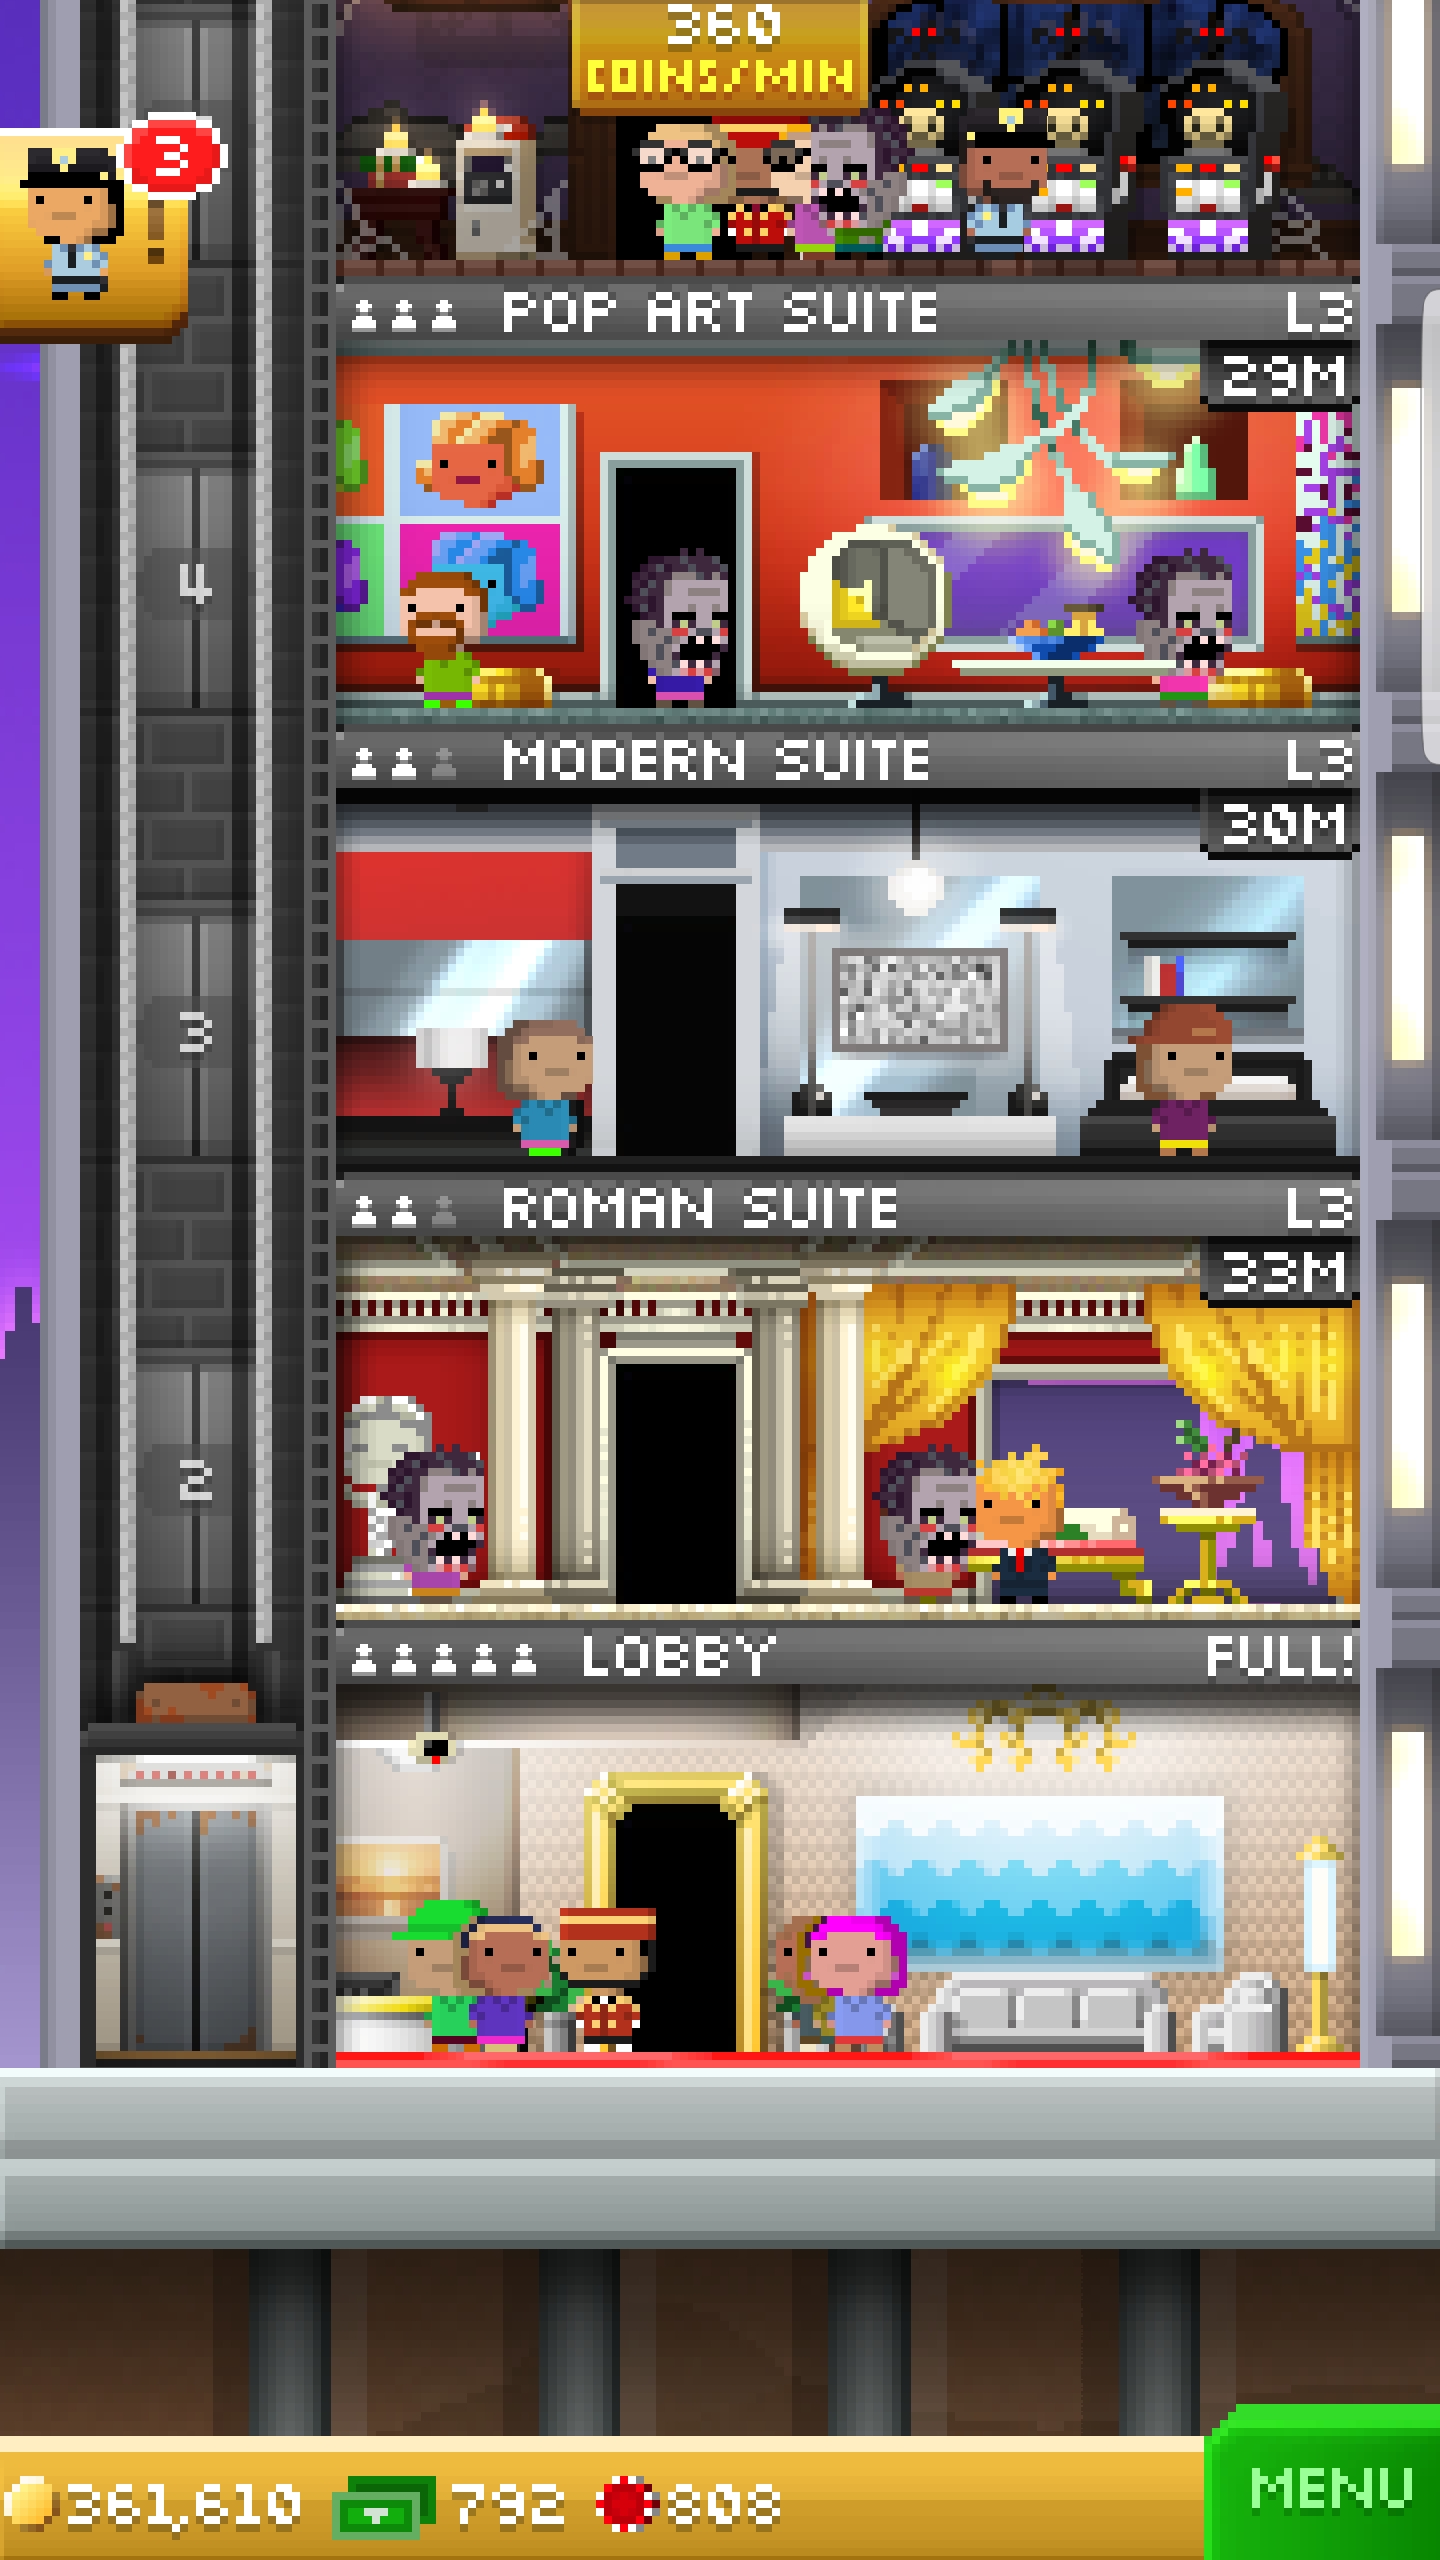 360
COINS/MIN
3
!
POP ART SUITE L3
29M
4
MODERN SUITE L3
30M
3
ROMAN SUITE L3
33M
2
LOBBY FULL!
361,610 792 808
MENU